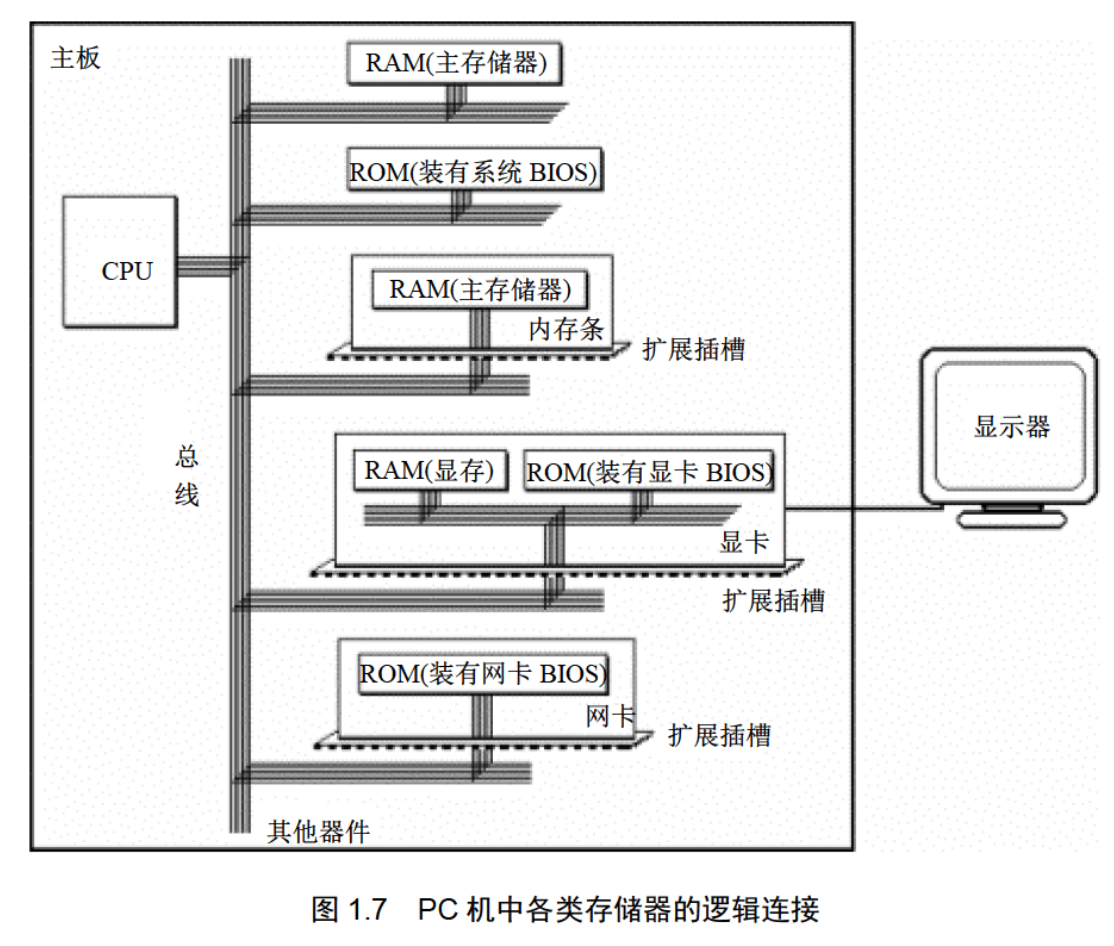 主板
RAM(主存储器)
ROM(装有系统 BIOS)
CPU
RAM(主存储器)
内存条
扩展插槽
总
线
RAM(显存)
ROM(装有显卡 BIOS)
显卡
扩展插槽
显示器
ROM(装有网卡 BIOS)
网卡
扩展插槽
其他器件
图 1.7 PC 机中各类存储器的逻辑连接